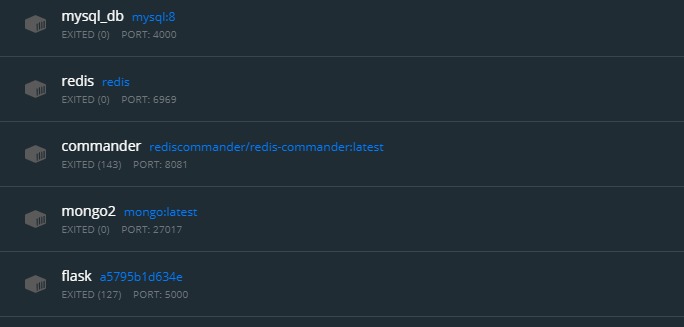 mysql_db mysql:8
EXITED (0) PORT: 4000
redis redis
EXITED (0) PORT: 6969
commander rediscommander/redis-commander:latest
EXITED (143) PORT: 8081
mongo2 mongo:latest
EXITED (0) PORT: 27017
flask a5795b1d634e
EXITED (127) PORT: 5000